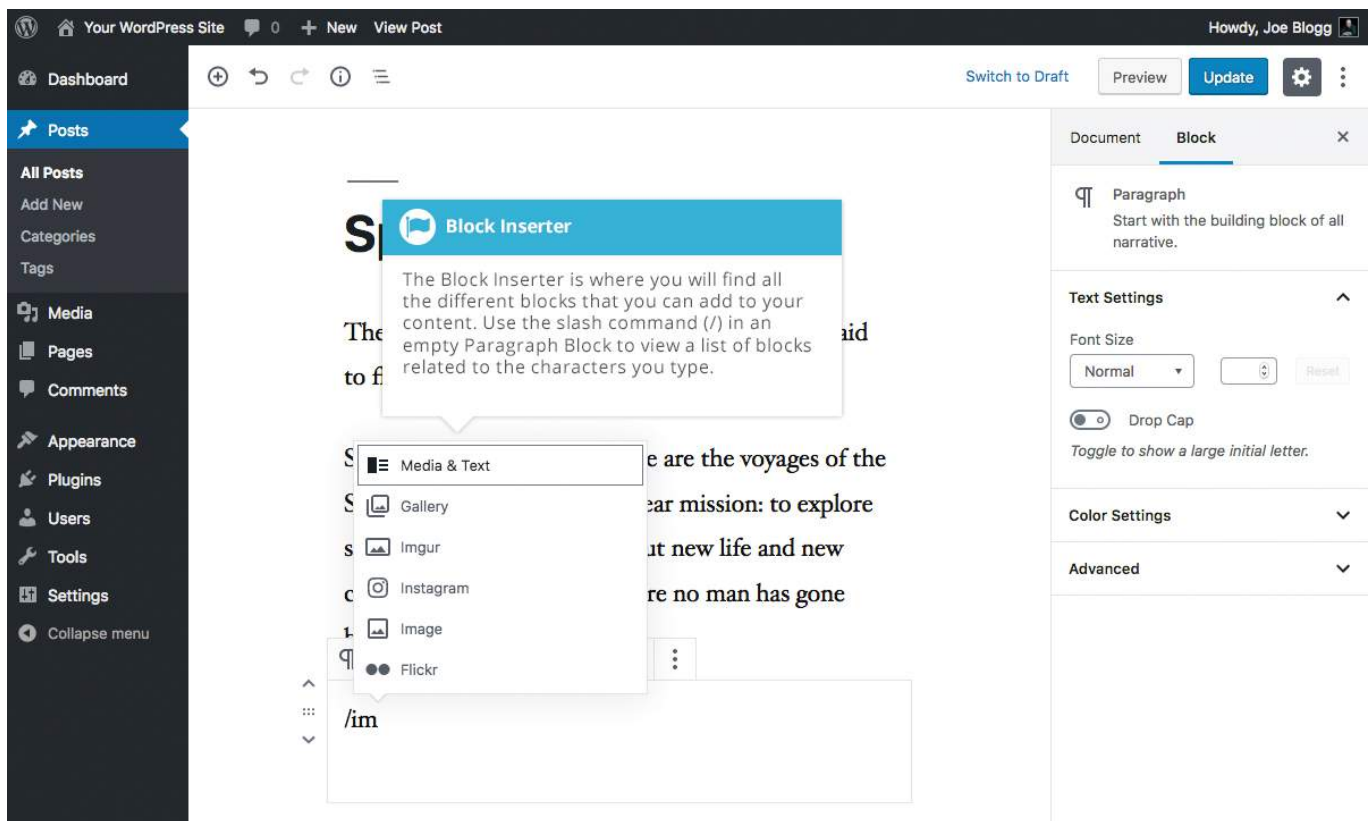 Your WordPress Site 0 + New View Post Howdy, Joe Blogg
Dashboard
Posts
All Posts
Add New
Categories
Tags
Media
Pages
Comments
Appearance
Plugins
Users
Tools
Settings
Collapse menu
Switch to Draft Preview Update
Block Inserter
The Block Inserter is where you will find all
the different blocks that you can add to your
content. Use the slash command (/) in an
empty Paragraph Block to view a list of blocks
related to the characters you type.
The
to
e are the voyages of the
ear mission: to explore
ut new life and new
re no man has gone
Media & Text
Gallery
Imgur
Instagram
Image
Flickr
/im
Document Block
Paragraph
Start with the building block of all
narrative.
Text Settings
Font Size
Normal Reset
Drop Cap
Toggle to show a large initial letter.
Color Settings
Advanced